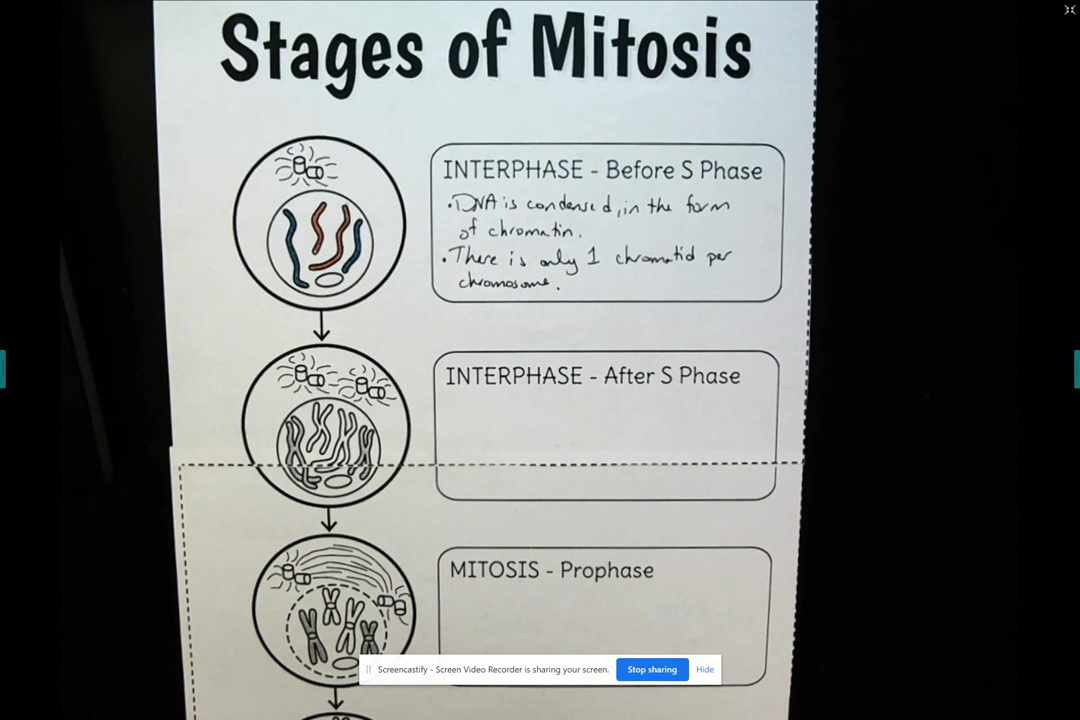 Stages of Mitosis
INTERPHASE - Before S Phase
• DNA is condensed, in the form
of chromatin.
• There is only 1 chromatid per
chromosome.
INTERPHASE - After S Phase
MITOSIS - Prophase
Screencastify - Screen Video Recorder is sharing your screen.
Stop sharing
Hide